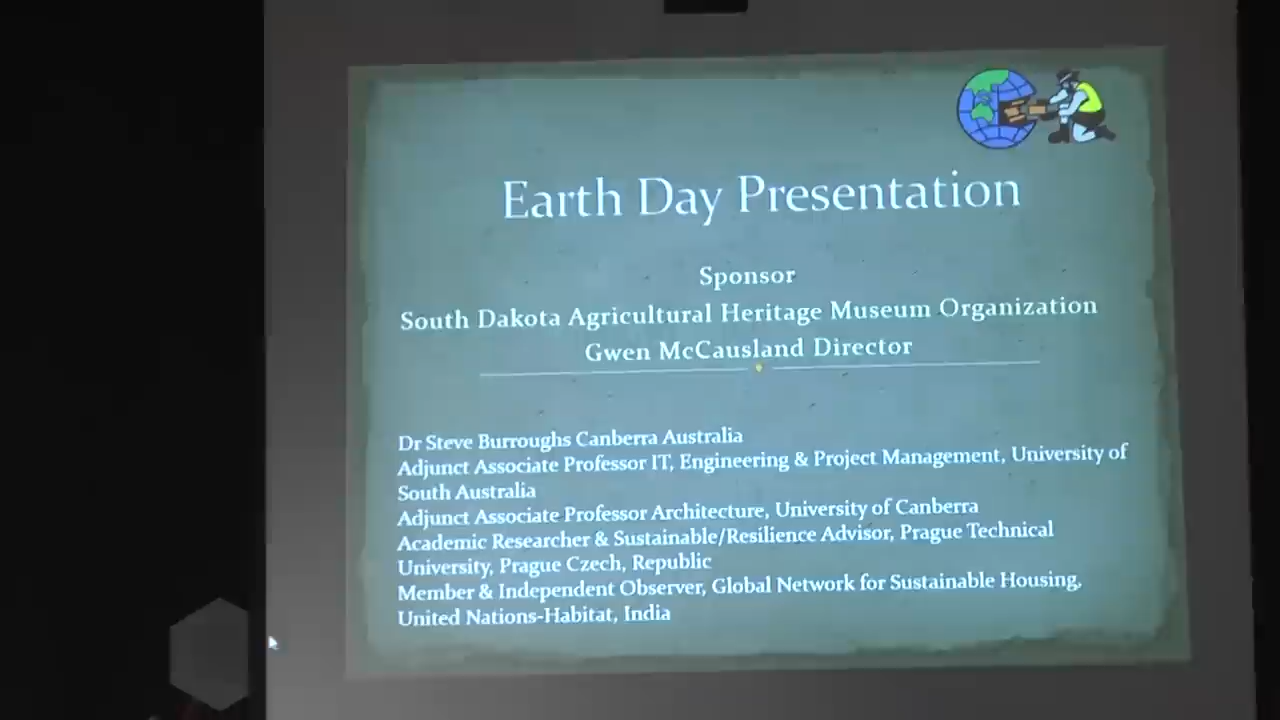 Earth Day Presentation
Sponsor
South Dakota Agricultural Heritage Museum Organization
Gwen McCausland Director
Dr Steve Burroughs Canberra Australia
Adjunct Associate Professor IT, Engineering & Project Management, University of
South Australia
Adjunct Associate Professor Architecture, University of Canberra
Academic Researcher & Sustainable/Resilience Advisor, Prague Technical
University, Prague Czech, Republic
Member & Independent Observer, Global Network for Sustainable Housing,
United Nations-Habitat, India